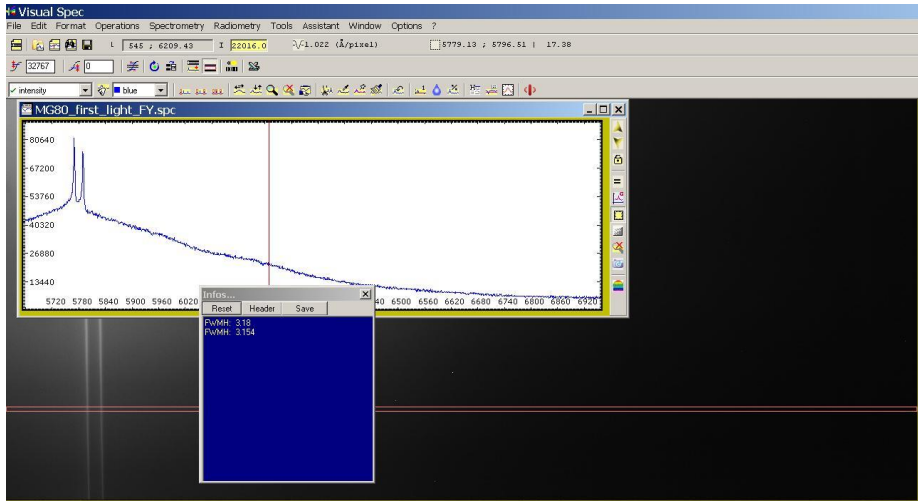 Visual Spec
File Edit Format Operations Spectrometry Radiometry Tools Assistant Window Options ?
l 545 ; 6209.43 I 22016.0 1.022 (Å/pixel) 5779.13 ; 5796.51 | 17.38
32767 0
intensity blue
MG80_first_light_FY.spc
80640
67200
53760
40320
26880
13440
5720 5780 5840 5900 5960 6020 40 6500 6560 6620 6680 6740 6800 6860 6920
Infos...
Reset Header Save
FWMH: 3.18
FWMH: 3.154